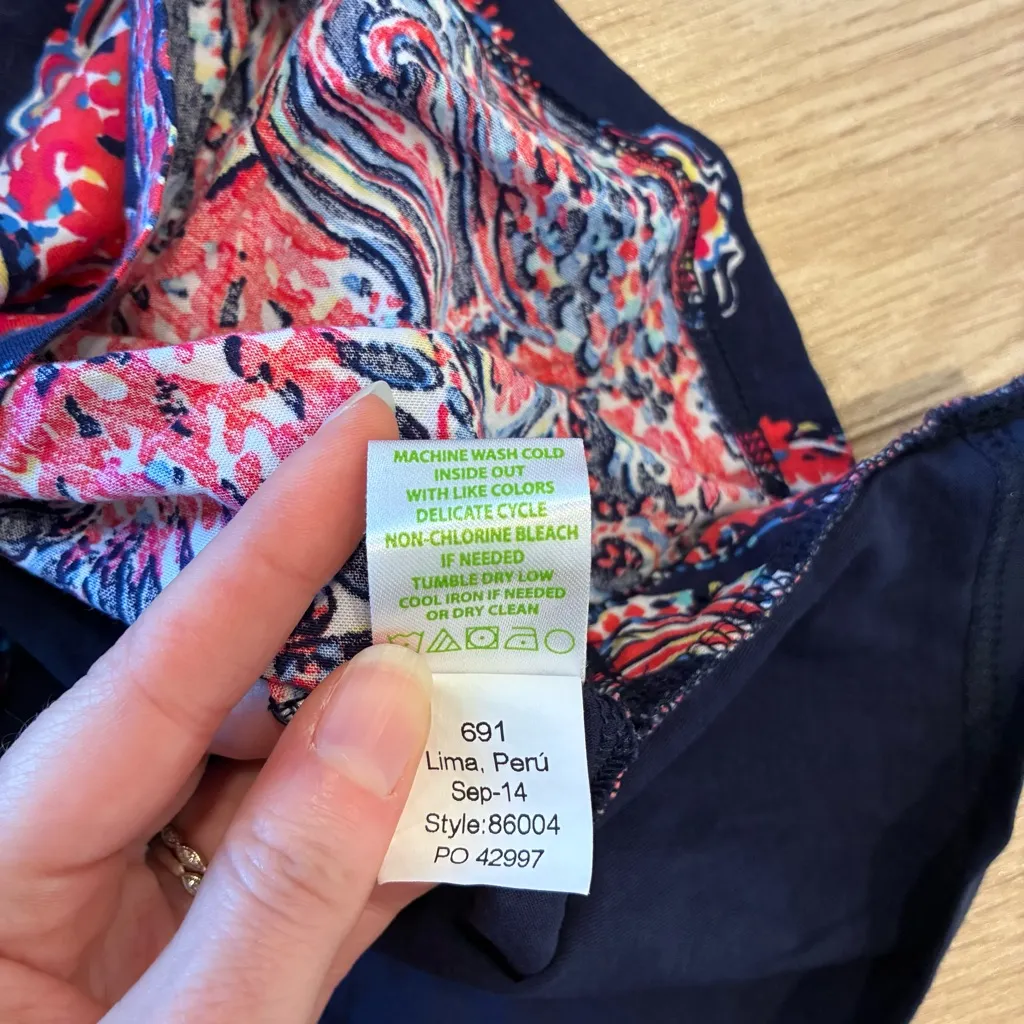 MACHINE WASH COLD
INSIDE OUT
WITH LIKE COLORS
DELICATE CYCLE
NON-CHLORINE BLEACH
IF NEEDED
TUMBLE DRY LOW
COOL IRON IF NEEDED
OR DRY CLEAN
691
Lima, Perú
Sep-14
Style:86004
PO 42997